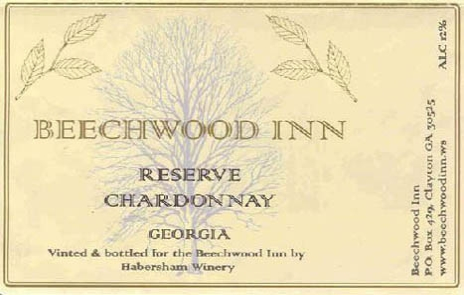 BEECHWOOD INN
RESERVE
CHARDONNAY
GEORGIA
Vinted & bottled for the Beechwood Inn by
Habersham Winery
Beechwood Inn
P.O. Box 429, Clayton GA 30525
www.beechwoodinn.ws
ALC 12%